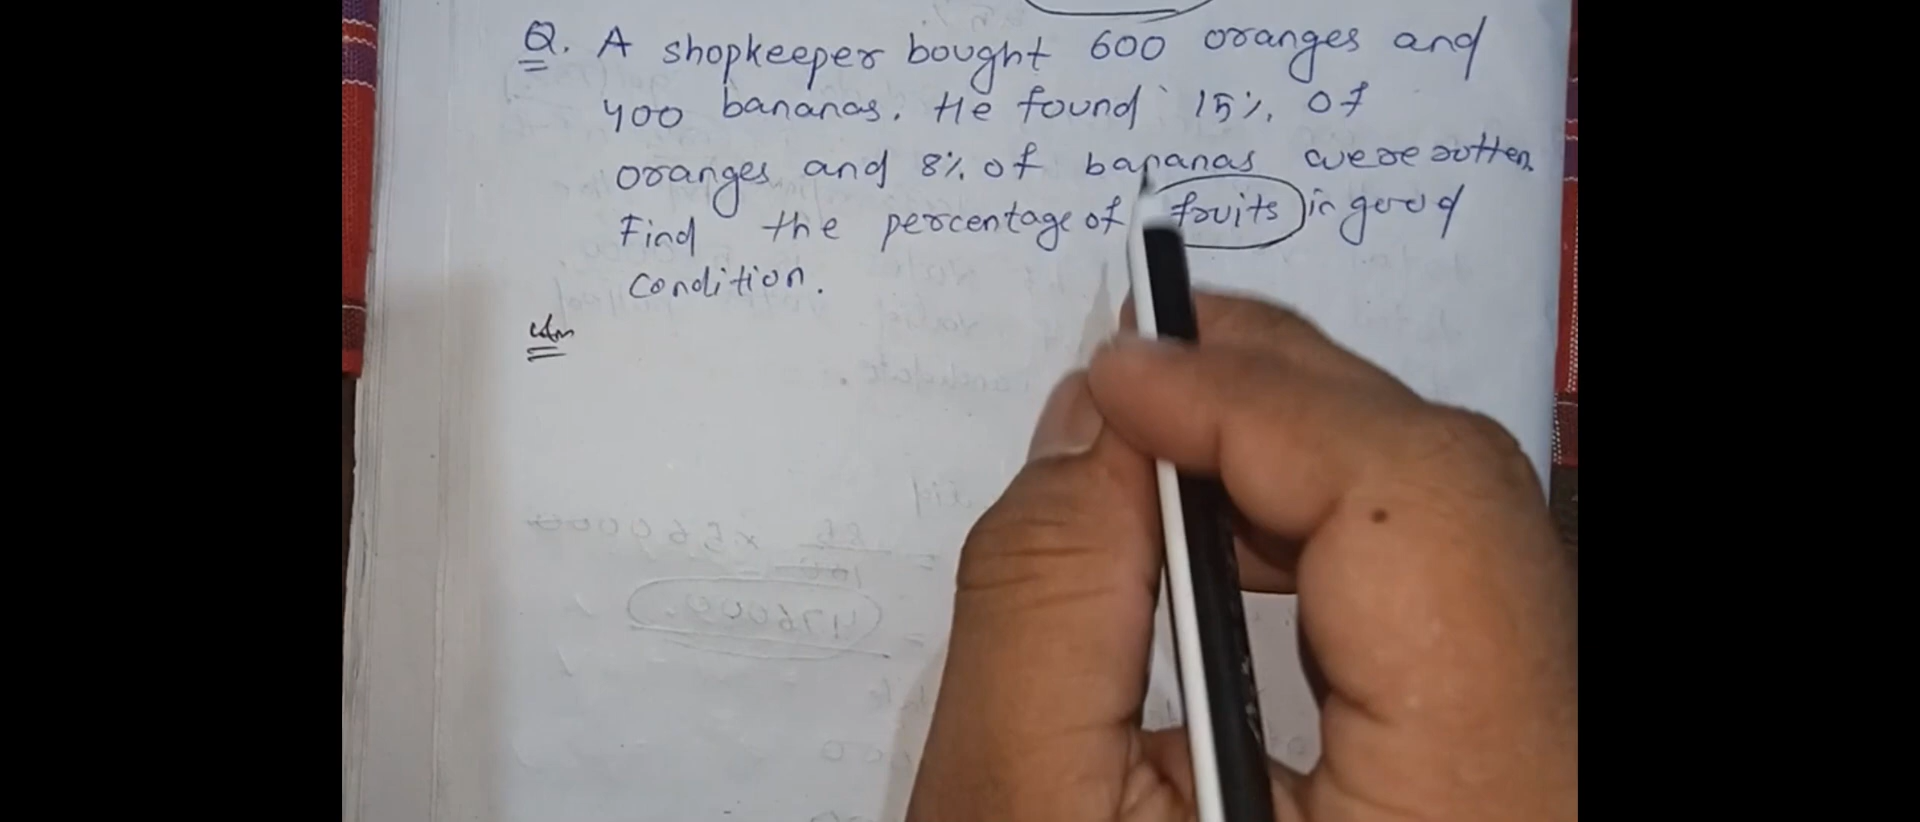 Q. A shopkeeper bought 600 oranges and
400 bananas. He found 15% of
oranges and 8% of bananas were rotten.
Find the percentage of fruits in good
condition.